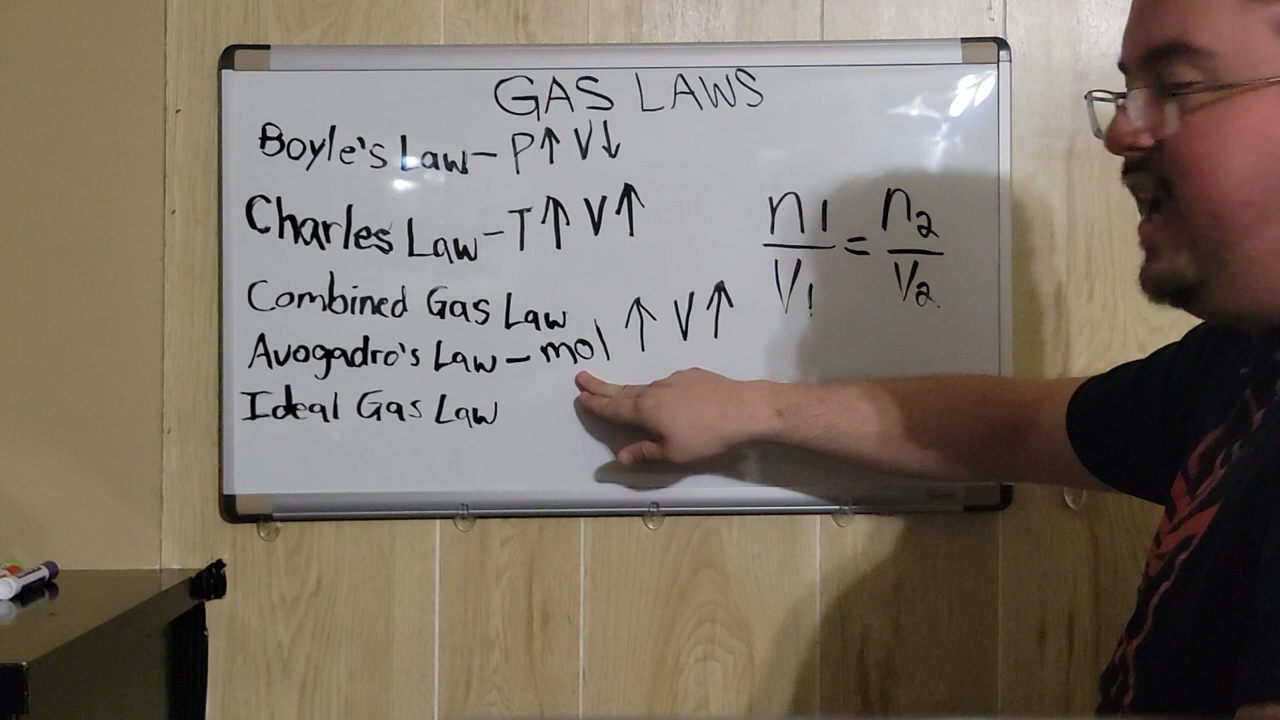 GAS LAWS
Boyle's Law - P↑ V↓
Charles Law - T↑ V↑
Combined Gas Law
Avogadro's Law - mol ↑ V↑
Ideal Gas Law
n1/V1 = n2/V2